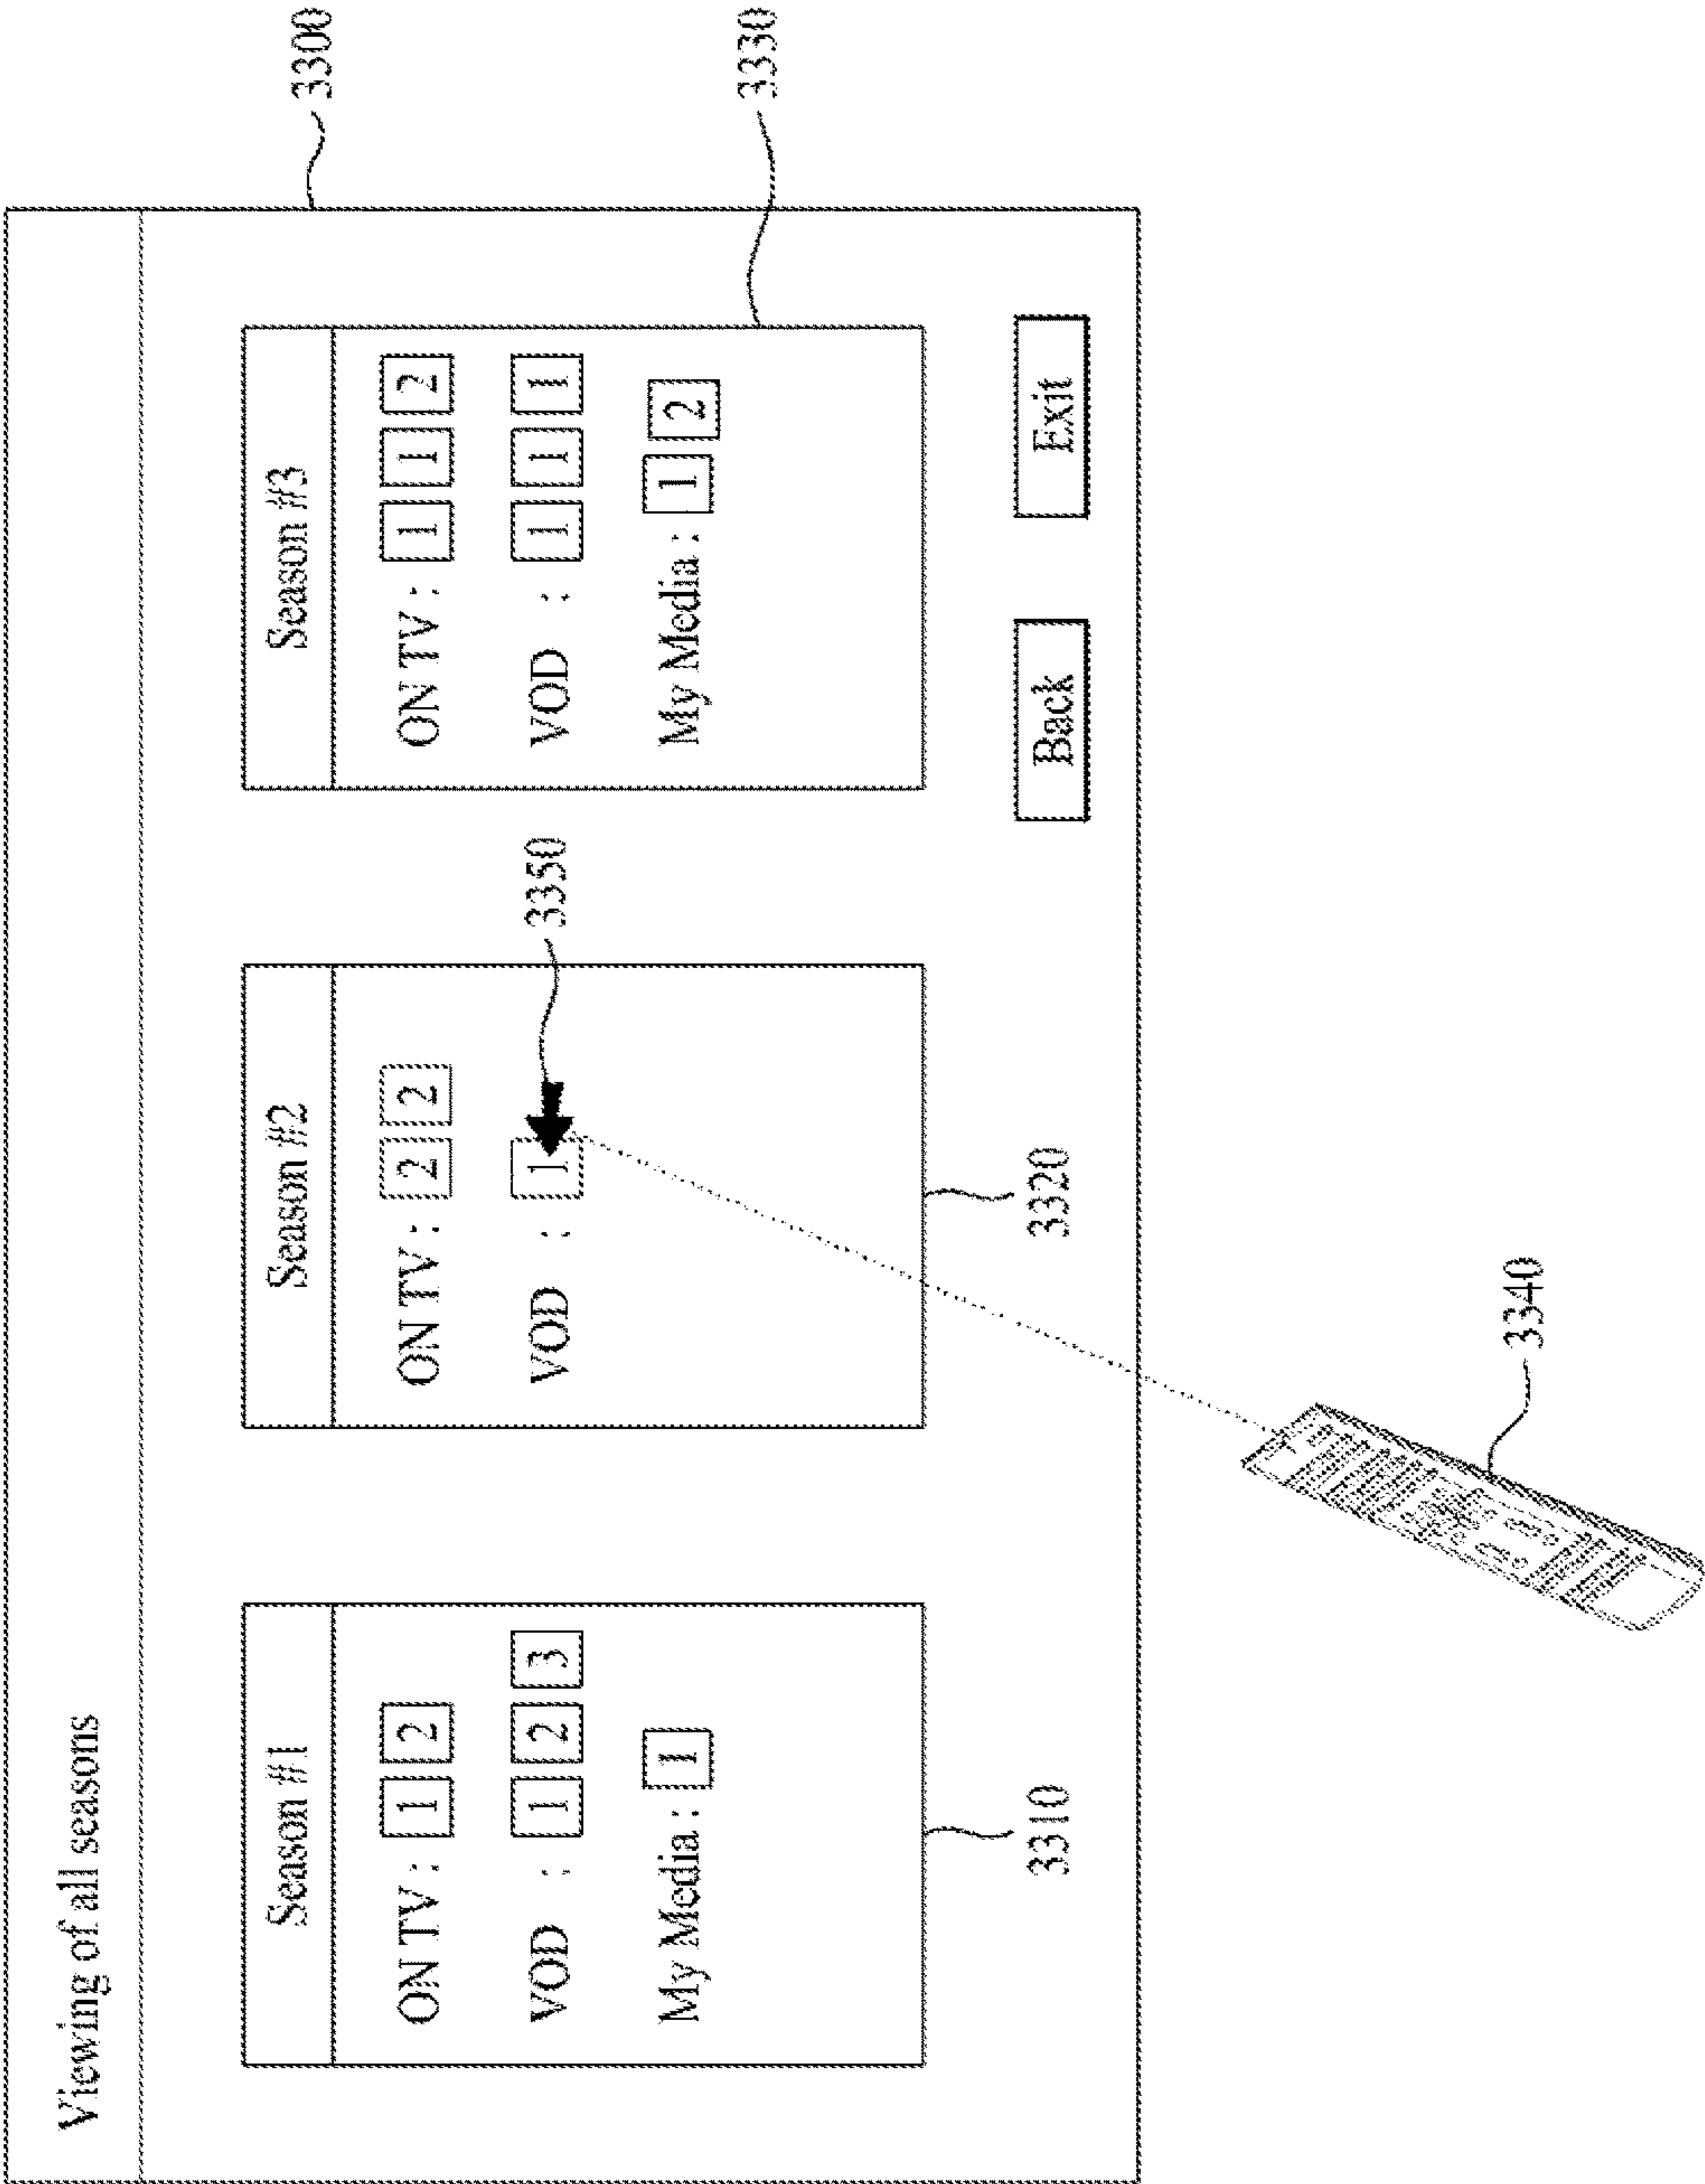 Viewing of all seasons
3300
Season #1
ON TV : 1 2
VOD : 1 2 3
My Media : 1
3310
Season #2
ON TV : 2 2
VOD : 1
3350
3320
Season #3
ON TV : 1 1 2
VOD : 1 1 1
My Media : 1 2
3330
Back
Exit
3340